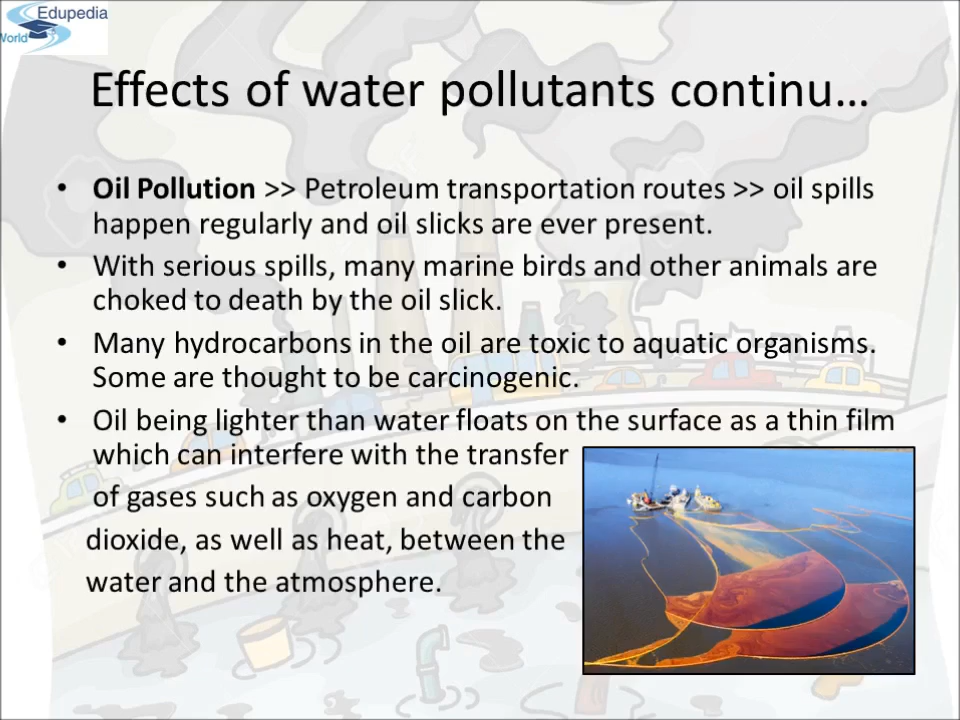 Edupedia
World
Effects of water pollutants continu…
• Oil Pollution >> Petroleum transportation routes >> oil spills
happen regularly and oil slicks are ever present.
• With serious spills, many marine birds and other animals are
choked to death by the oil slick.
• Many hydrocarbons in the oil are toxic to aquatic organisms.
Some are thought to be carcinogenic.
• Oil being lighter than water floats on the surface as a thin film
which can interfere with the transfer
of gases such as oxygen and carbon
dioxide, as well as heat, between the
water and the atmosphere.